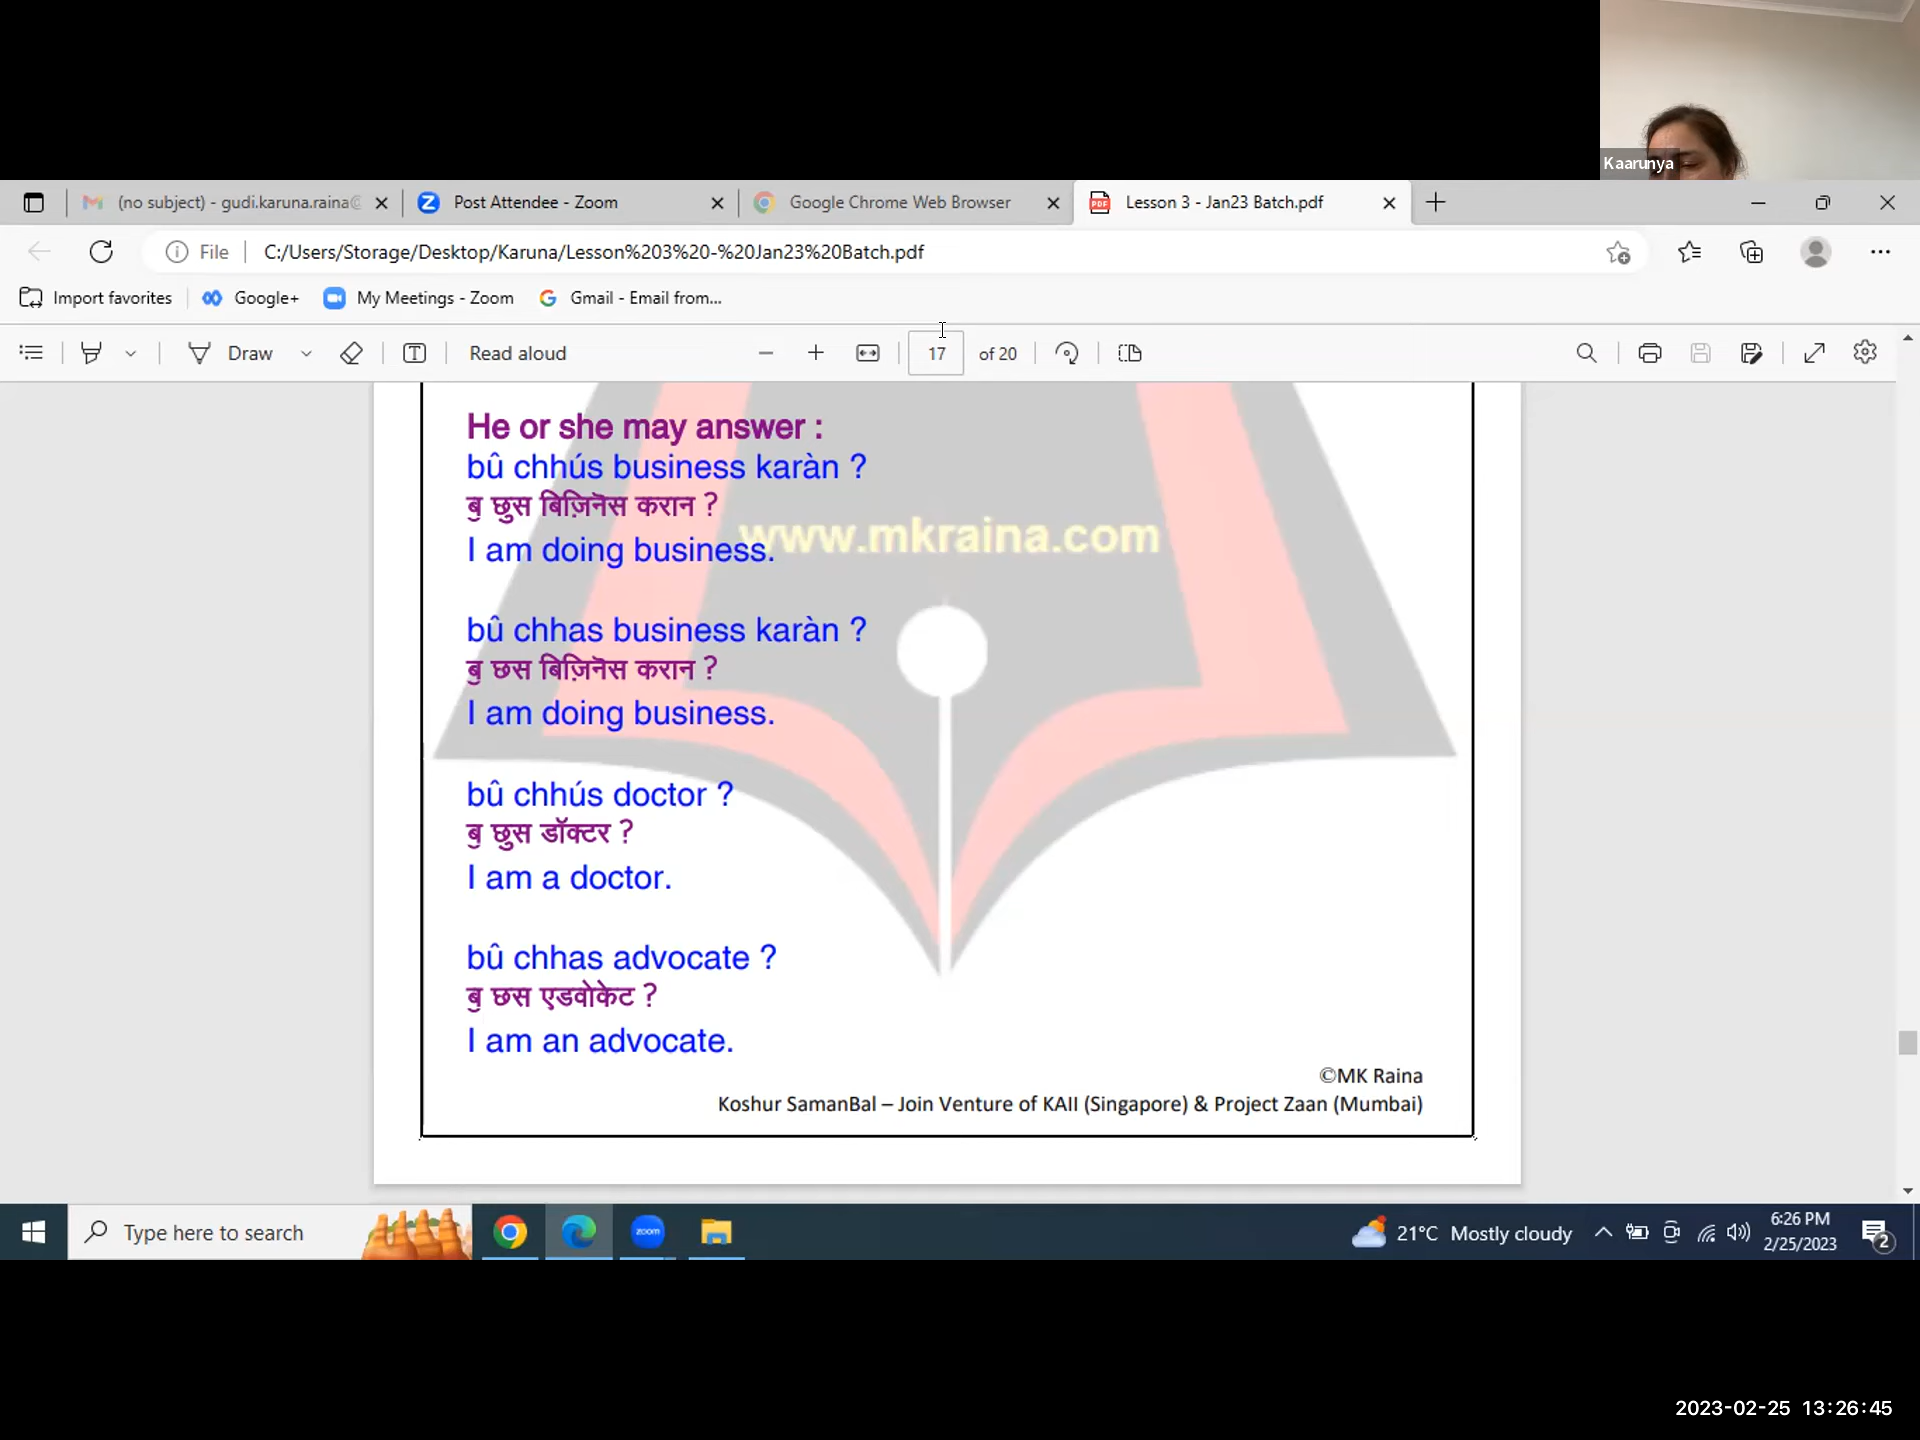 Kaarunya
(no subject) - gudi.karuna.raina@
Post Attendee - Zoom
Google Chrome Web Browser
Lesson 3 - Jan23 Batch.pdf
File
C:/Users/Storage/Desktop/Karuna/Lesson%203%20-%20Jan23%20Batch.pdf
Import favorites
Google+
My Meetings - Zoom
Gmail - Email from...
Draw
Read aloud
17 of 20
He or she may answer :
bû chhús business karàn ?
बॖ छुस बिज़िनॆस करान ?
www.mkraina.com
I am doing business.
bû chhas business karàn ?
बॖ छस बिज़िनॆस करान ?
I am doing business.
bû chhús doctor ?
बॖ छुस डॉक्टर ?
I am a doctor.
bû chhas advocate ?
बॖ छस एडवोकेट ?
I am an advocate.
©MK Raina
Koshur SamanBal – Join Venture of KAII (Singapore) & Project Zaan (Mumbai)
Type here to search
zoom
21°C Mostly cloudy
6:26 PM
2/25/2023
2
2023-02-25 13:26:45